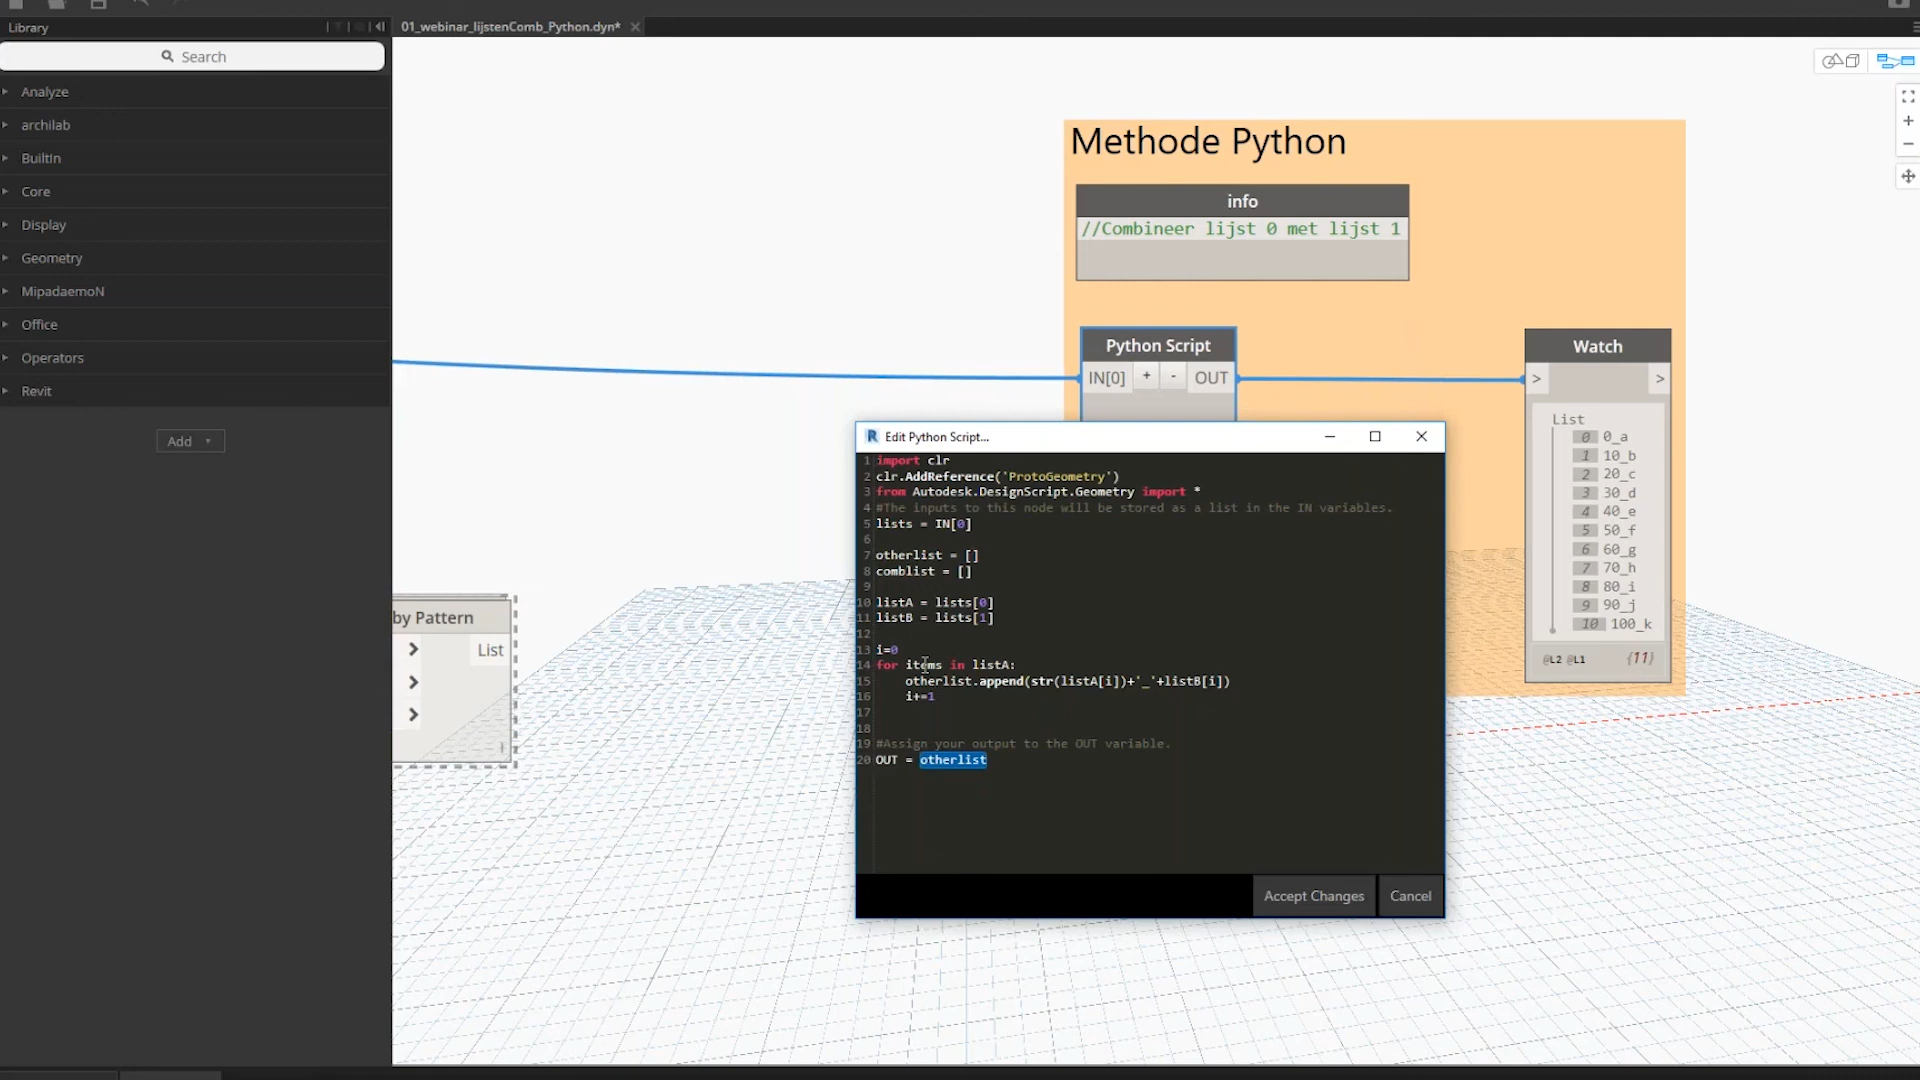 Library
01_webinar_lijstenComb_Python.dyn*
Search
Analyze
archilab
BuiltIn
Core
Display
Geometry
MipadaemoN
Office
Operators
Revit
Add
Methode Python
info
//Combineer lijst 0 met lijst 1
Python Script
IN[0] + - OUT
Watch
> >
List
0 0_a
1 10_b
2 20_c
3 30_d
4 40_e
5 50_f
6 60_g
7 70_h
8 80_i
9 90_j
10 100_k
@L2 @L1 {11}
by Pattern
List
Edit Python Script...
1 import clr
2 clr.AddReference('ProtoGeometry')
3 from Autodesk.DesignScript.Geometry import *
4 #The inputs to this node will be stored as a list in the IN variables.
5 lists = IN[0]
6
7 otherlist = []
8 comblist = []
9
10 listA = lists[0]
11 listB = lists[1]
12
13 i=0
14 for items in listA:
15 otherlist.append(str(listA[i])+'_'+listB[i])
16 i+=1
17
18
19 #Assign your output to the OUT variable.
20 OUT = otherlist
Accept Changes
Cancel